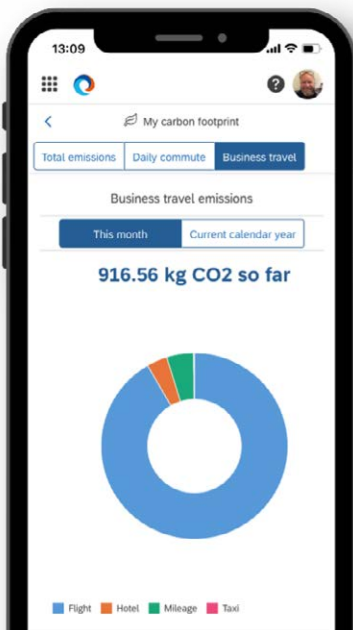 13:09
My carbon footprint
Total emissions Daily commute Business travel
Business travel emissions
This month Current calendar year
916.56 kg CO2 so far
Flight Hotel Mileage Taxi